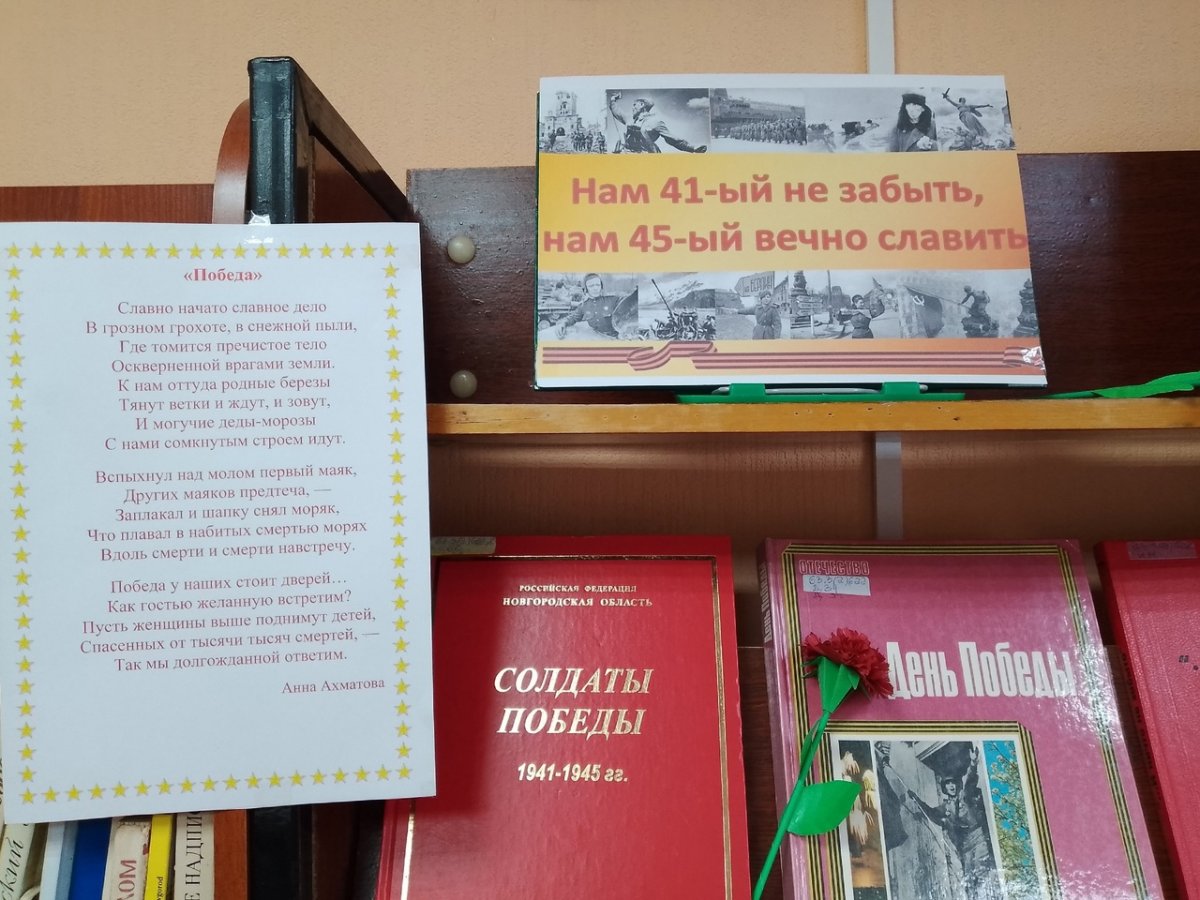 Нам 41-ый не забыть,
нам 45-ый вечно славить
«Победа»
Славно начато славное дело
В грозном грохоте, в снежной пыли,
Где томится пречистое тело
Оскверненной врагами земли.
К нам оттуда родные березы
Тянут ветки и ждут, и зовут,
И могучие деды-морозы
С нами сомкнутым строем идут.
Вспыхнул над молом первый маяк,
Других маяков предтеча, —
Заплакал и шапку снял моряк,
Что плавал в набитых смертью морях
Вдоль смерти и смерти навстречу.
Победа у наших стоит дверей…
Как гостью желанную встретим?
Пусть женщины выше поднимут детей,
Спасенных от тысячи тысяч смертей, —
Так мы долгожданной ответим.
Анна Ахматова
РОССИЙСКАЯ ФЕДЕРАЦИЯ
НОВГОРОДСКАЯ ОБЛАСТЬ
СОЛДАТЫ
ПОБЕДЫ
1941-1945 гг.
ОТЕЧЕСТВО
День Победы